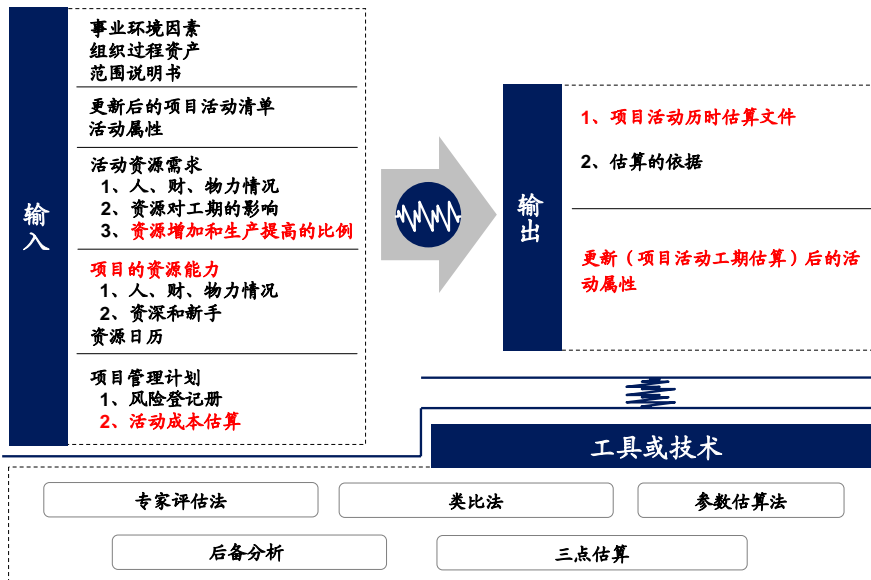 输入
事业环境因素
组织过程资产
范围说明书
更新后的项目活动清单
活动属性
活动资源需求
1、人、财、物力情况
2、资源对工期的影响
3、资源增加和生产提高的比例
项目的资源能力
1、人、财、物力情况
2、资深和新手
资源日历
项目管理计划
1、风险登记册
2、活动成本估算
输出
1、项目活动历时估算文件
2、估算的依据
更新（项目活动工期估算）后的活
动属性
工具或技术
专家评估法
类比法
参数估算法
后备分析
三点估算